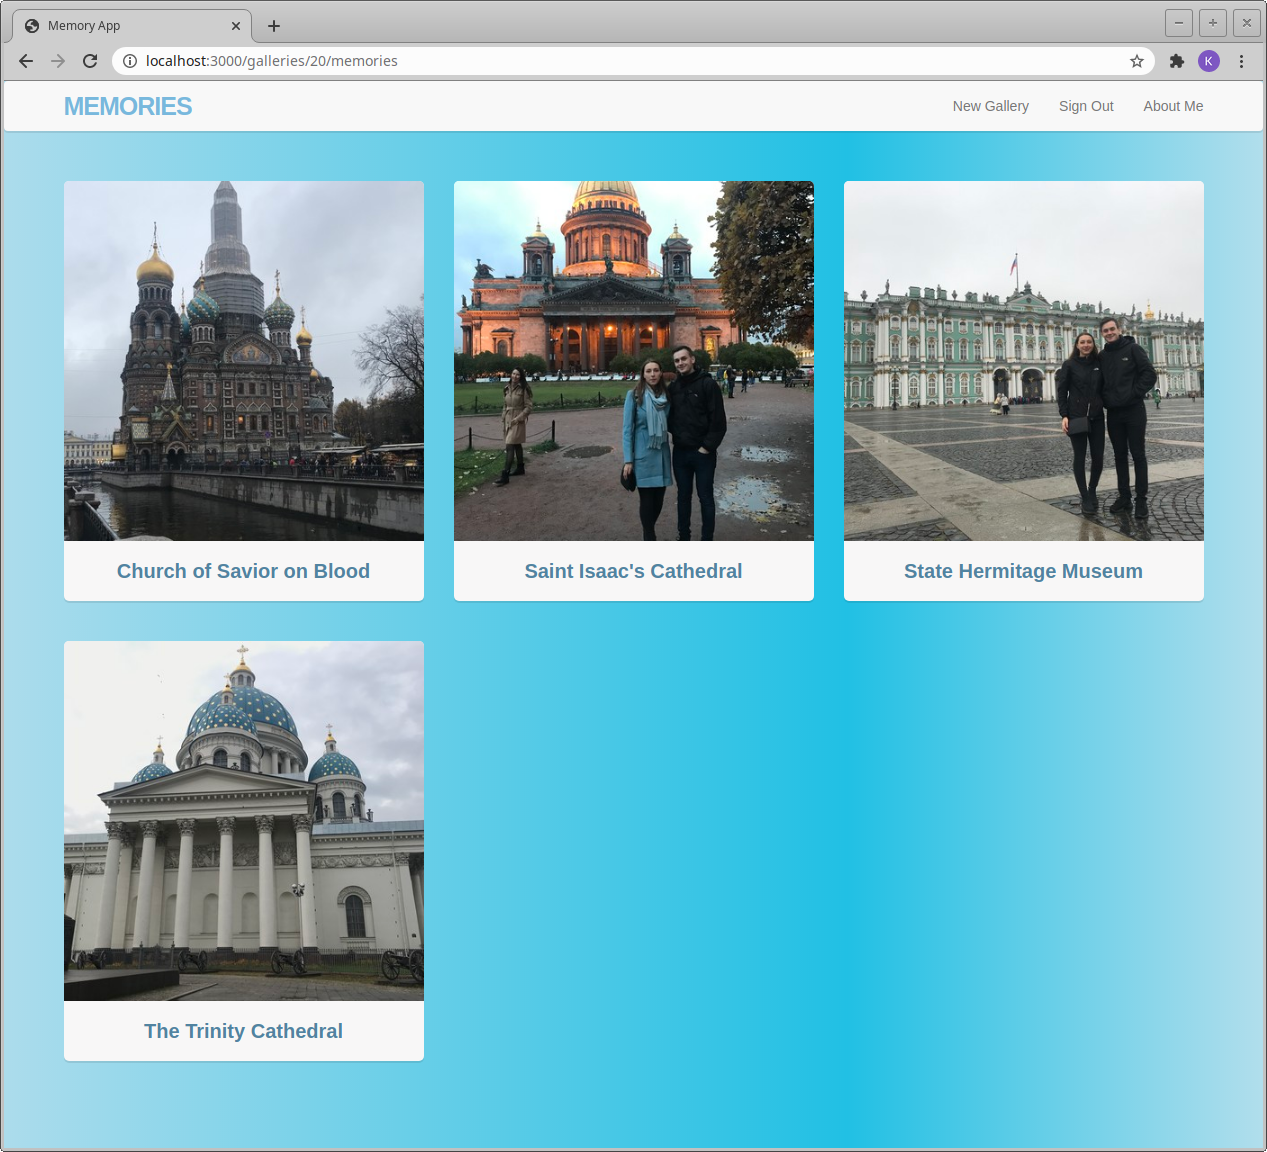 Memory App
localhost:3000/galleries/20/memories
K
MEMORIES
New Gallery
Sign Out
About Me
Church of Savior on Blood
Saint Isaac's Cathedral
State Hermitage Museum
The Trinity Cathedral